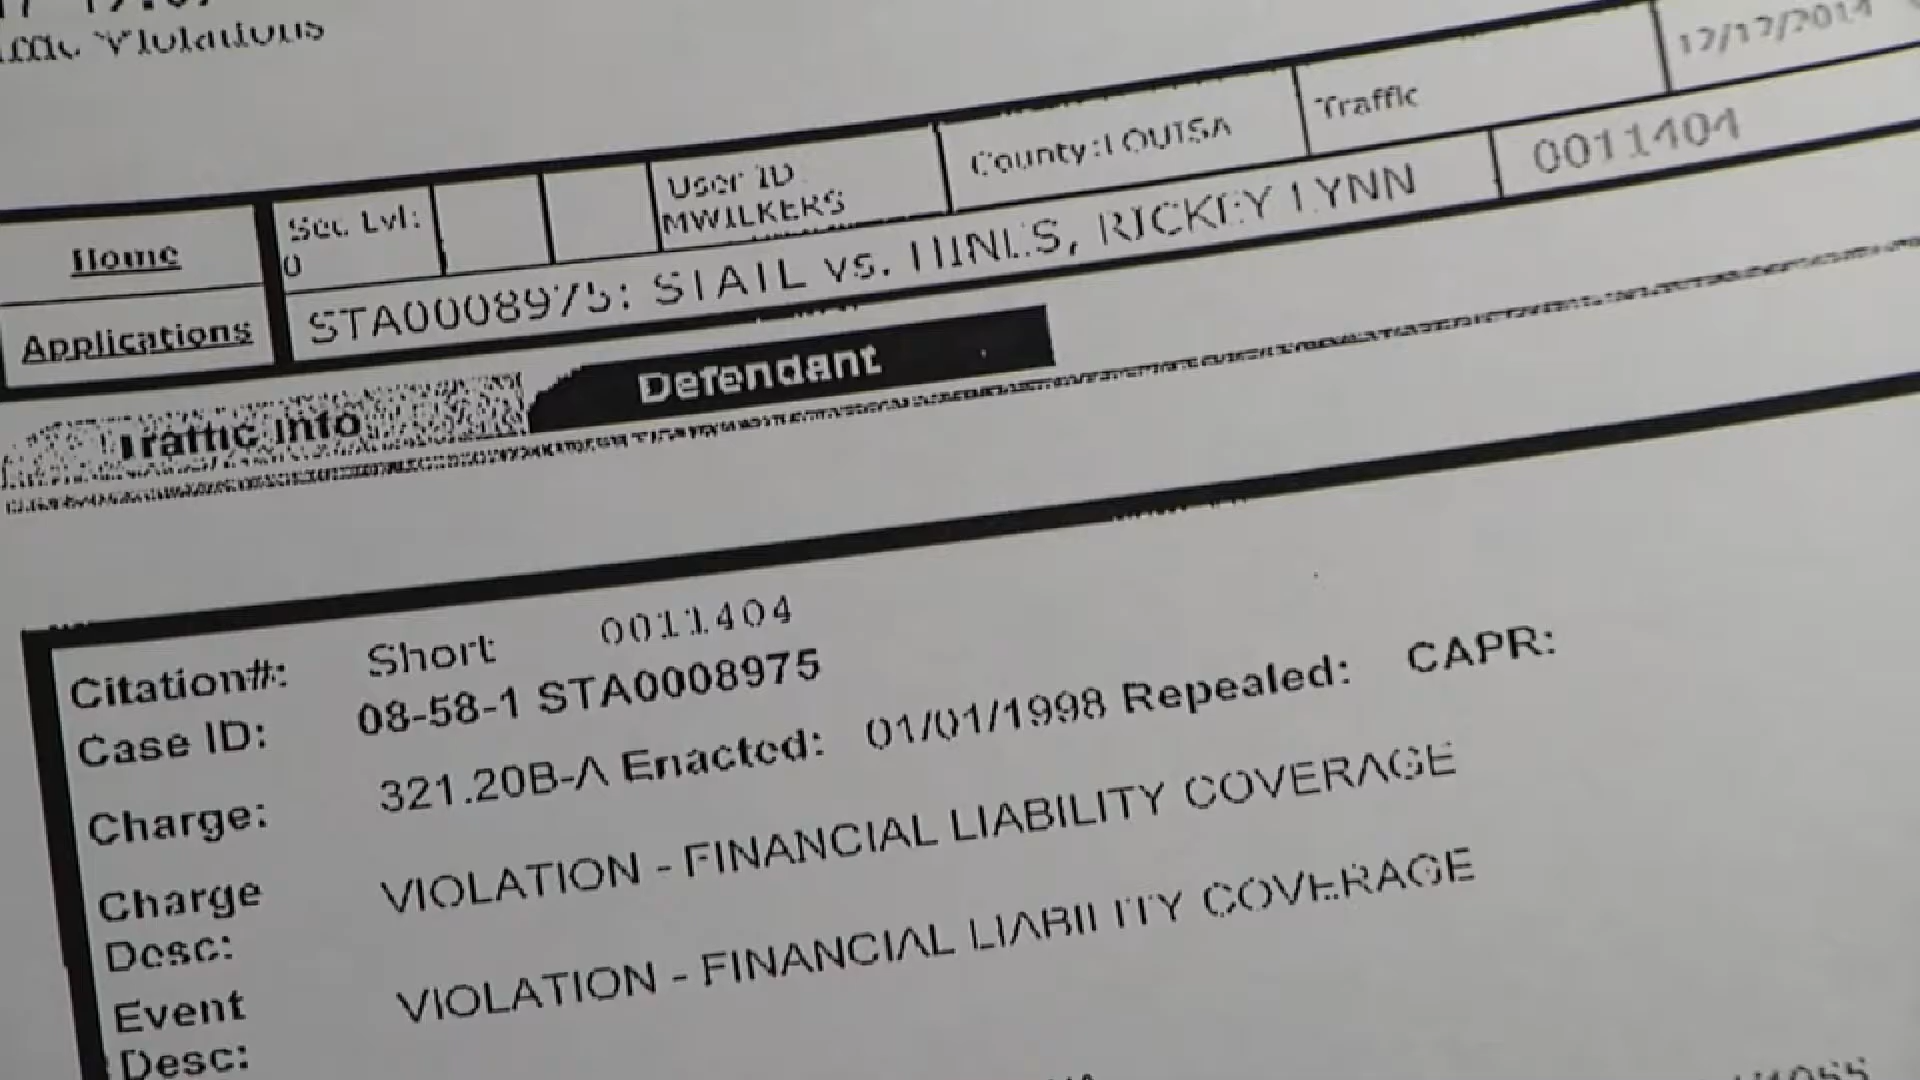 Violations
Traffic
12/12/2014
Sec Lvl:
0
User ID
MWILKERS
County:LOUISA
Home
STA0008975: STATE vs. HINES, RICKEY LYNN
0011404
Applications
Traffic Info
Defendant
Citation#: Short 0011404
Case ID: 08-58-1 STA0008975
Charge: 321.20B-A Enacted: 01/01/1998 Repealed: CAPR:
Charge VIOLATION - FINANCIAL LIABILITY COVERAGE
Desc:
Event VIOLATION - FINANCIAL LIABILITY COVERAGE
Desc: